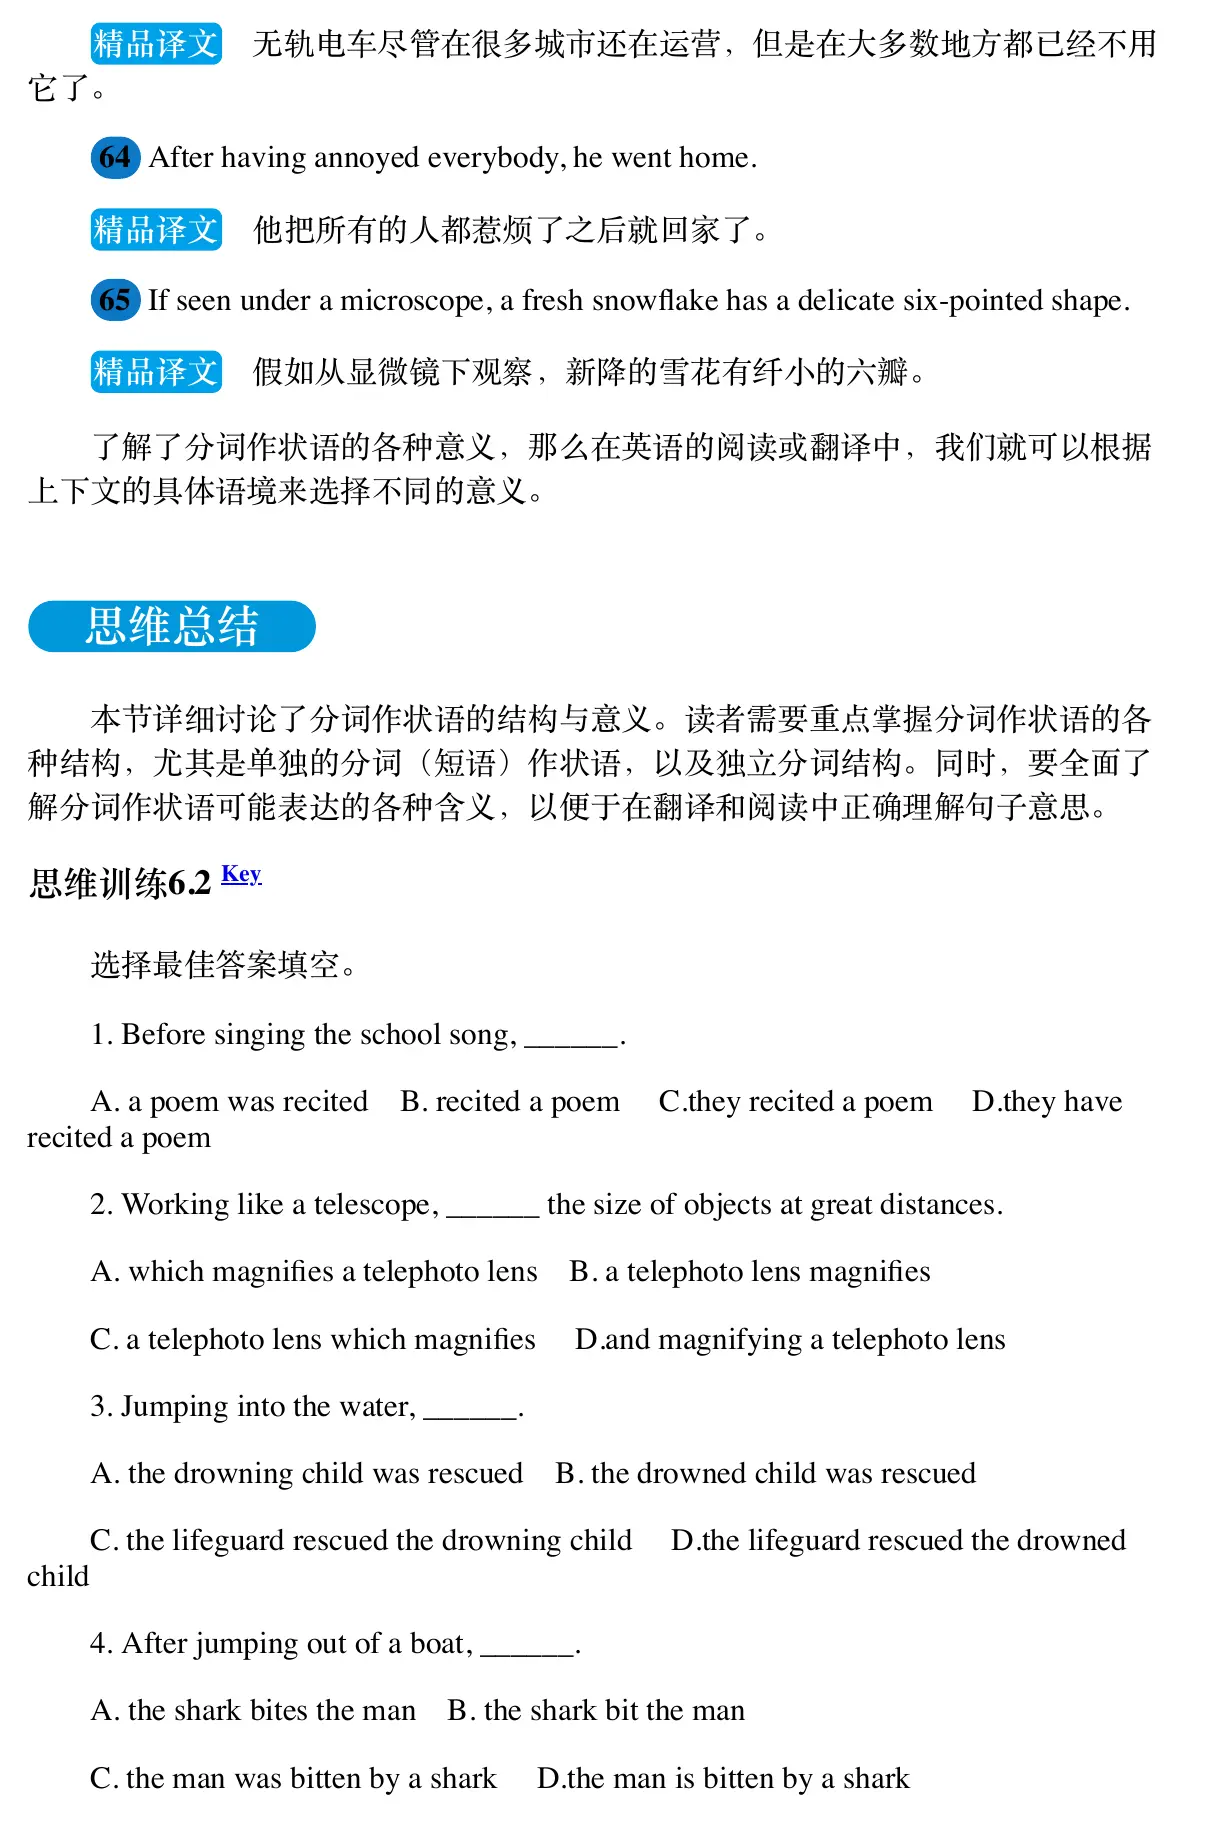 精品译文 无轨电车尽管在很多城市还在运营，但是在大多数地方都已经不用
它了。
64 After having annoyed everybody, he went home.
精品译文 他把所有的人都惹烦了之后就回家了。
65 If seen under a microscope, a fresh snowflake has a delicate six-pointed shape.
精品译文 假如从显微镜下观察，新降的雪花有纤小的六瓣。
了解了分词作状语的各种意义，那么在英语的阅读或翻译中，我们就可以根据
上下文的具体语境来选择不同的意义。
思维总结
本节详细讨论了分词作状语的结构与意义。读者需要重点掌握分词作状语的各
种结构，尤其是单独的分词（短语）作状语，以及独立分词结构。同时，要全面了
解分词作状语可能表达的各种含义，以便于在翻译和阅读中正确理解句子意思。
思维训练6.2 Key
选择最佳答案填空。
1. Before singing the school song, ______.
A. a poem was recited B. recited a poem C.they recited a poem D.they have
recited a poem
2. Working like a telescope, ______ the size of objects at great distances.
A. which magnifies a telephoto lens B. a telephoto lens magnifies
C. a telephoto lens which magnifies D.and magnifying a telephoto lens
3. Jumping into the water, ______.
A. the drowning child was rescued B. the drowned child was rescued
C. the lifeguard rescued the drowning child D.the lifeguard rescued the drowned
child
4. After jumping out of a boat, ______.
A. the shark bites the man B. the shark bit the man
C. the man was bitten by a shark D.the man is bitten by a shark